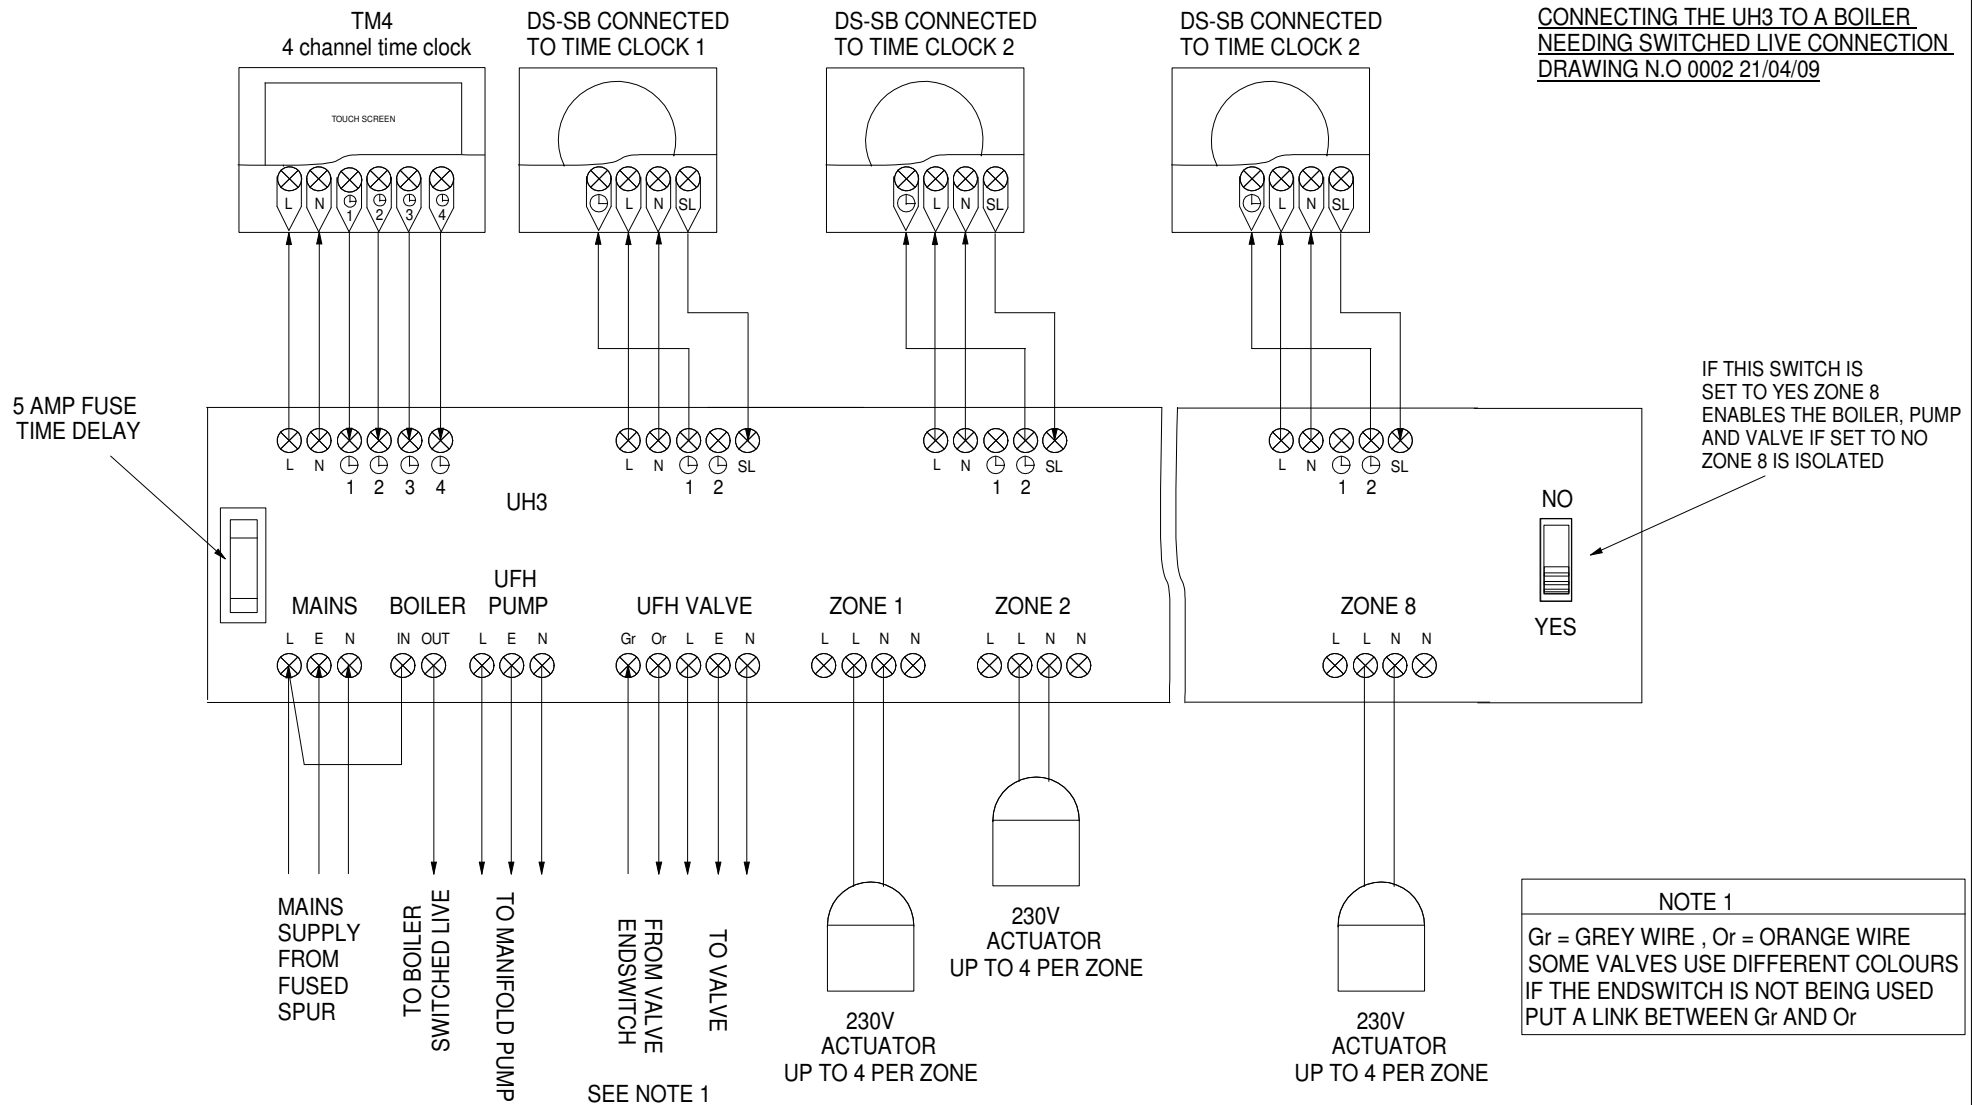 TM4
4 channel time clock
DS-SB CONNECTED
TO TIME CLOCK 1
DS-SB CONNECTED
TO TIME CLOCK 2
DS-SB CONNECTED
TO TIME CLOCK 2
CONNECTING THE UH3 TO A BOILER
NEEDING SWITCHED LIVE CONNECTION
DRAWING N.O 0002 21/04/09
TOUCH SCREEN
L N 1 2 3 4
L N SL
L N SL
L N SL
5 AMP FUSE
TIME DELAY
IF THIS SWITCH IS
SET TO YES ZONE 8
ENABLES THE BOILER, PUMP
AND VALVE IF SET TO NO
ZONE 8 IS ISOLATED
L N 1 2 3 4
L N 1 2 SL
L N 1 2 SL
L N 1 2 SL
UH3
NO
YES
MAINS
L E N
BOILER
IN OUT
UFH
PUMP
L E N
UFH VALVE
Gr Or L E N
ZONE 1
L L N N
ZONE 2
L L N N
ZONE 8
L L N N
MAINS
SUPPLY
FROM
FUSED
SPUR
TO BOILER
SWITCHED LIVE
TO MANIFOLD PUMP
FROM VALVE
ENDSWITCH
TO VALVE
SEE NOTE 1
230V
ACTUATOR
UP TO 4 PER ZONE
230V
ACTUATOR
UP TO 4 PER ZONE
230V
ACTUATOR
UP TO 4 PER ZONE
NOTE 1
Gr = GREY WIRE , Or = ORANGE WIRE
SOME VALVES USE DIFFERENT COLOURS
IF THE ENDSWITCH IS NOT BEING USED
PUT A LINK BETWEEN Gr AND Or